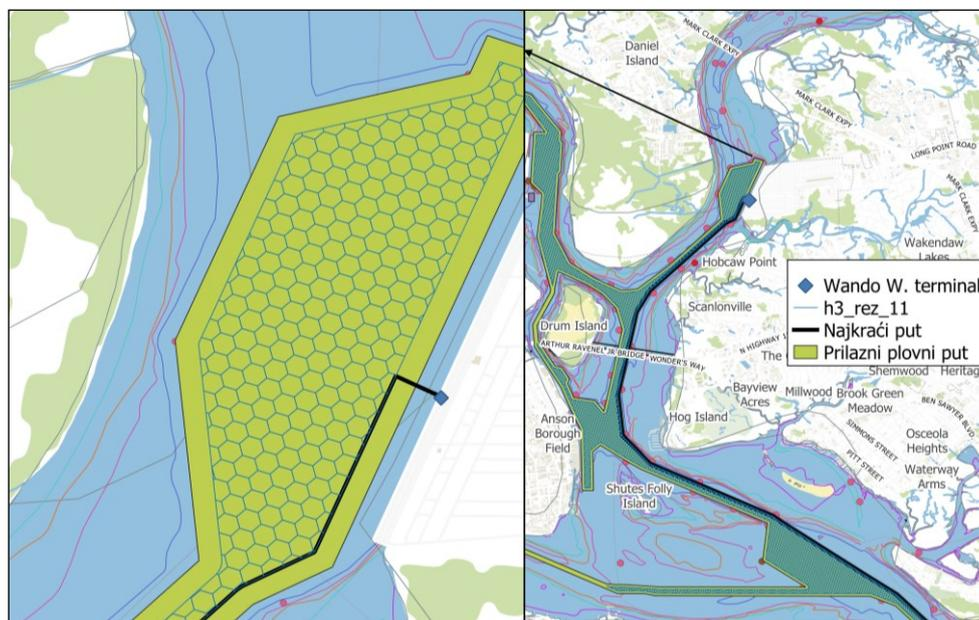 MARK CLARK EXPY
Daniel
Island
MARK CLARK EXPY
LONG POINT ROAD
MARK CLARK EXPY
Wakendaw
Lakes
Hobcaw Point
Wando W. terminal
h3_rez_11
Najkraći put
Prilazni plovni put
Scanlonville
Drum Island
N HIGHWAY 1
ARTHUR RAVENEL JR BRIDGE-WONDER'S WAY
The
Shemwood
Heritag
Bayview
Acres
Millwood
Brook Green
Meadow
BEN SAWYER BLVD
Anson
Borough
Field
Hog Island
SIMMONS STREET
PITT STREET
Osceola
Heights
Waterway
Arms
Shutes Folly
Island